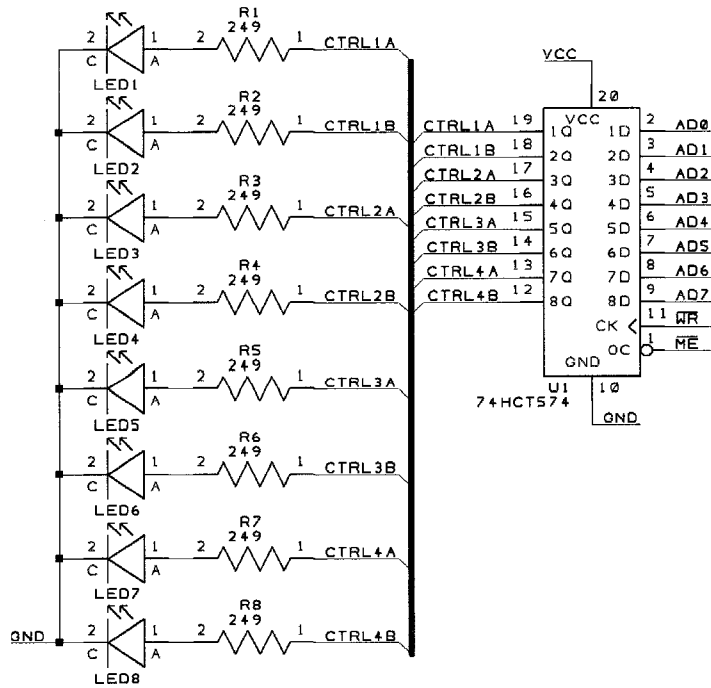 R1
249
2 1 2 1 CTRL1A
C A
LED1
R2
249
2 1 2 1 CTRL1B
C A
LED2
R3
249
2 1 2 1 CTRL2A
C A
LED3
R4
249
2 1 2 1 CTRL2B
C A
LED4
R5
249
2 1 2 1 CTRL3A
C A
LED5
R6
249
2 1 2 1 CTRL3B
C A
LED6
R7
249
2 1 2 1 CTRL4A
C A
LED7
R8
249
GND 2 1 2 1 CTRL4B
C A
LED8
VCC
20
VCC
CTRL1A 19 1Q 1D 2 AD0
CTRL1B 18 2Q 2D 3 AD1
CTRL2A 17 3Q 3D 4 AD2
CTRL2B 16 4Q 4D 5 AD3
CTRL3A 15 5Q 5D 6 AD4
CTRL3B 14 6Q 6D 7 AD5
CTRL4A 13 7Q 7D 8 AD6
CTRL4B 12 8Q 8D 9 AD7
CK 11 WR
OC 1 ME
GND
U1 10
74HCT574
GND